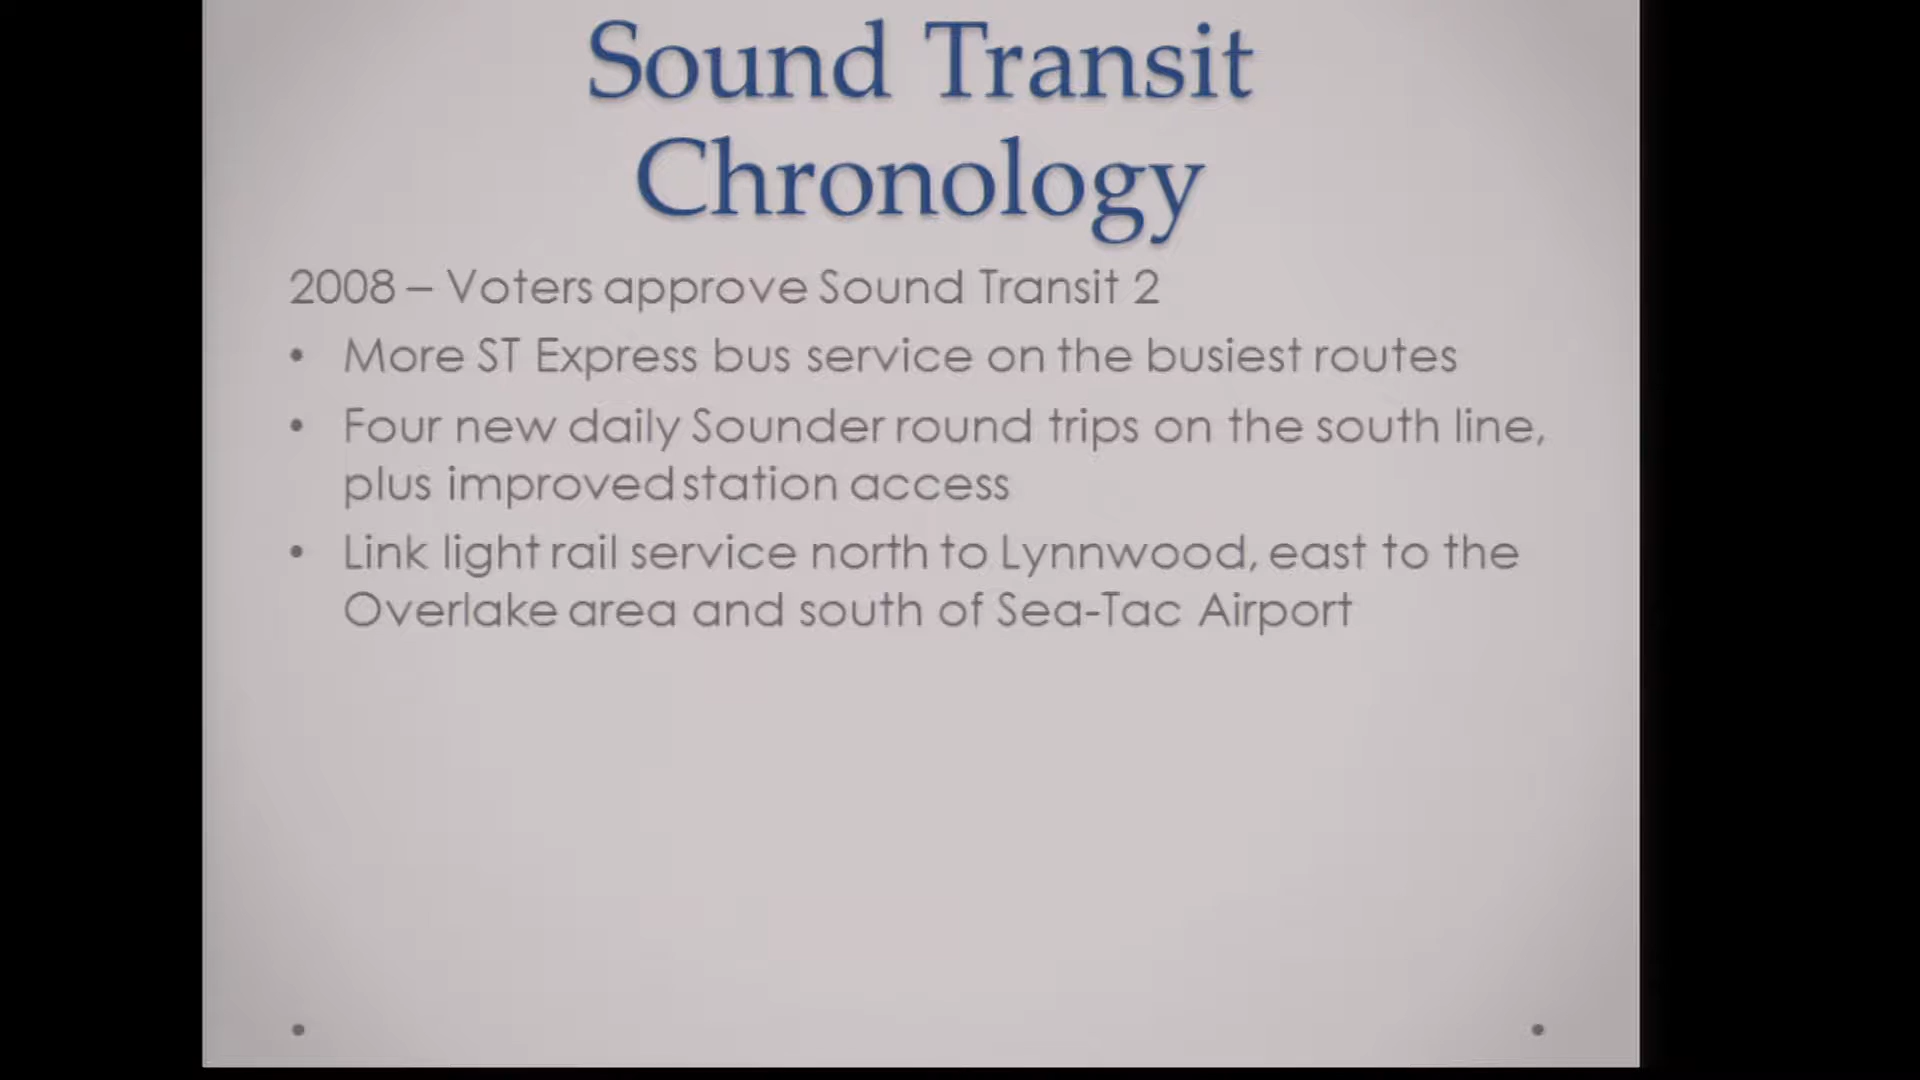 Sound Transit
Chronology
2008 – Voters approve Sound Transit 2
• More ST Express bus service on the busiest routes
• Four new daily Sounder round trips on the south line,
plus improved station access
• Link light rail service north to Lynnwood, east to the
Overlake area and south of Sea-Tac Airport